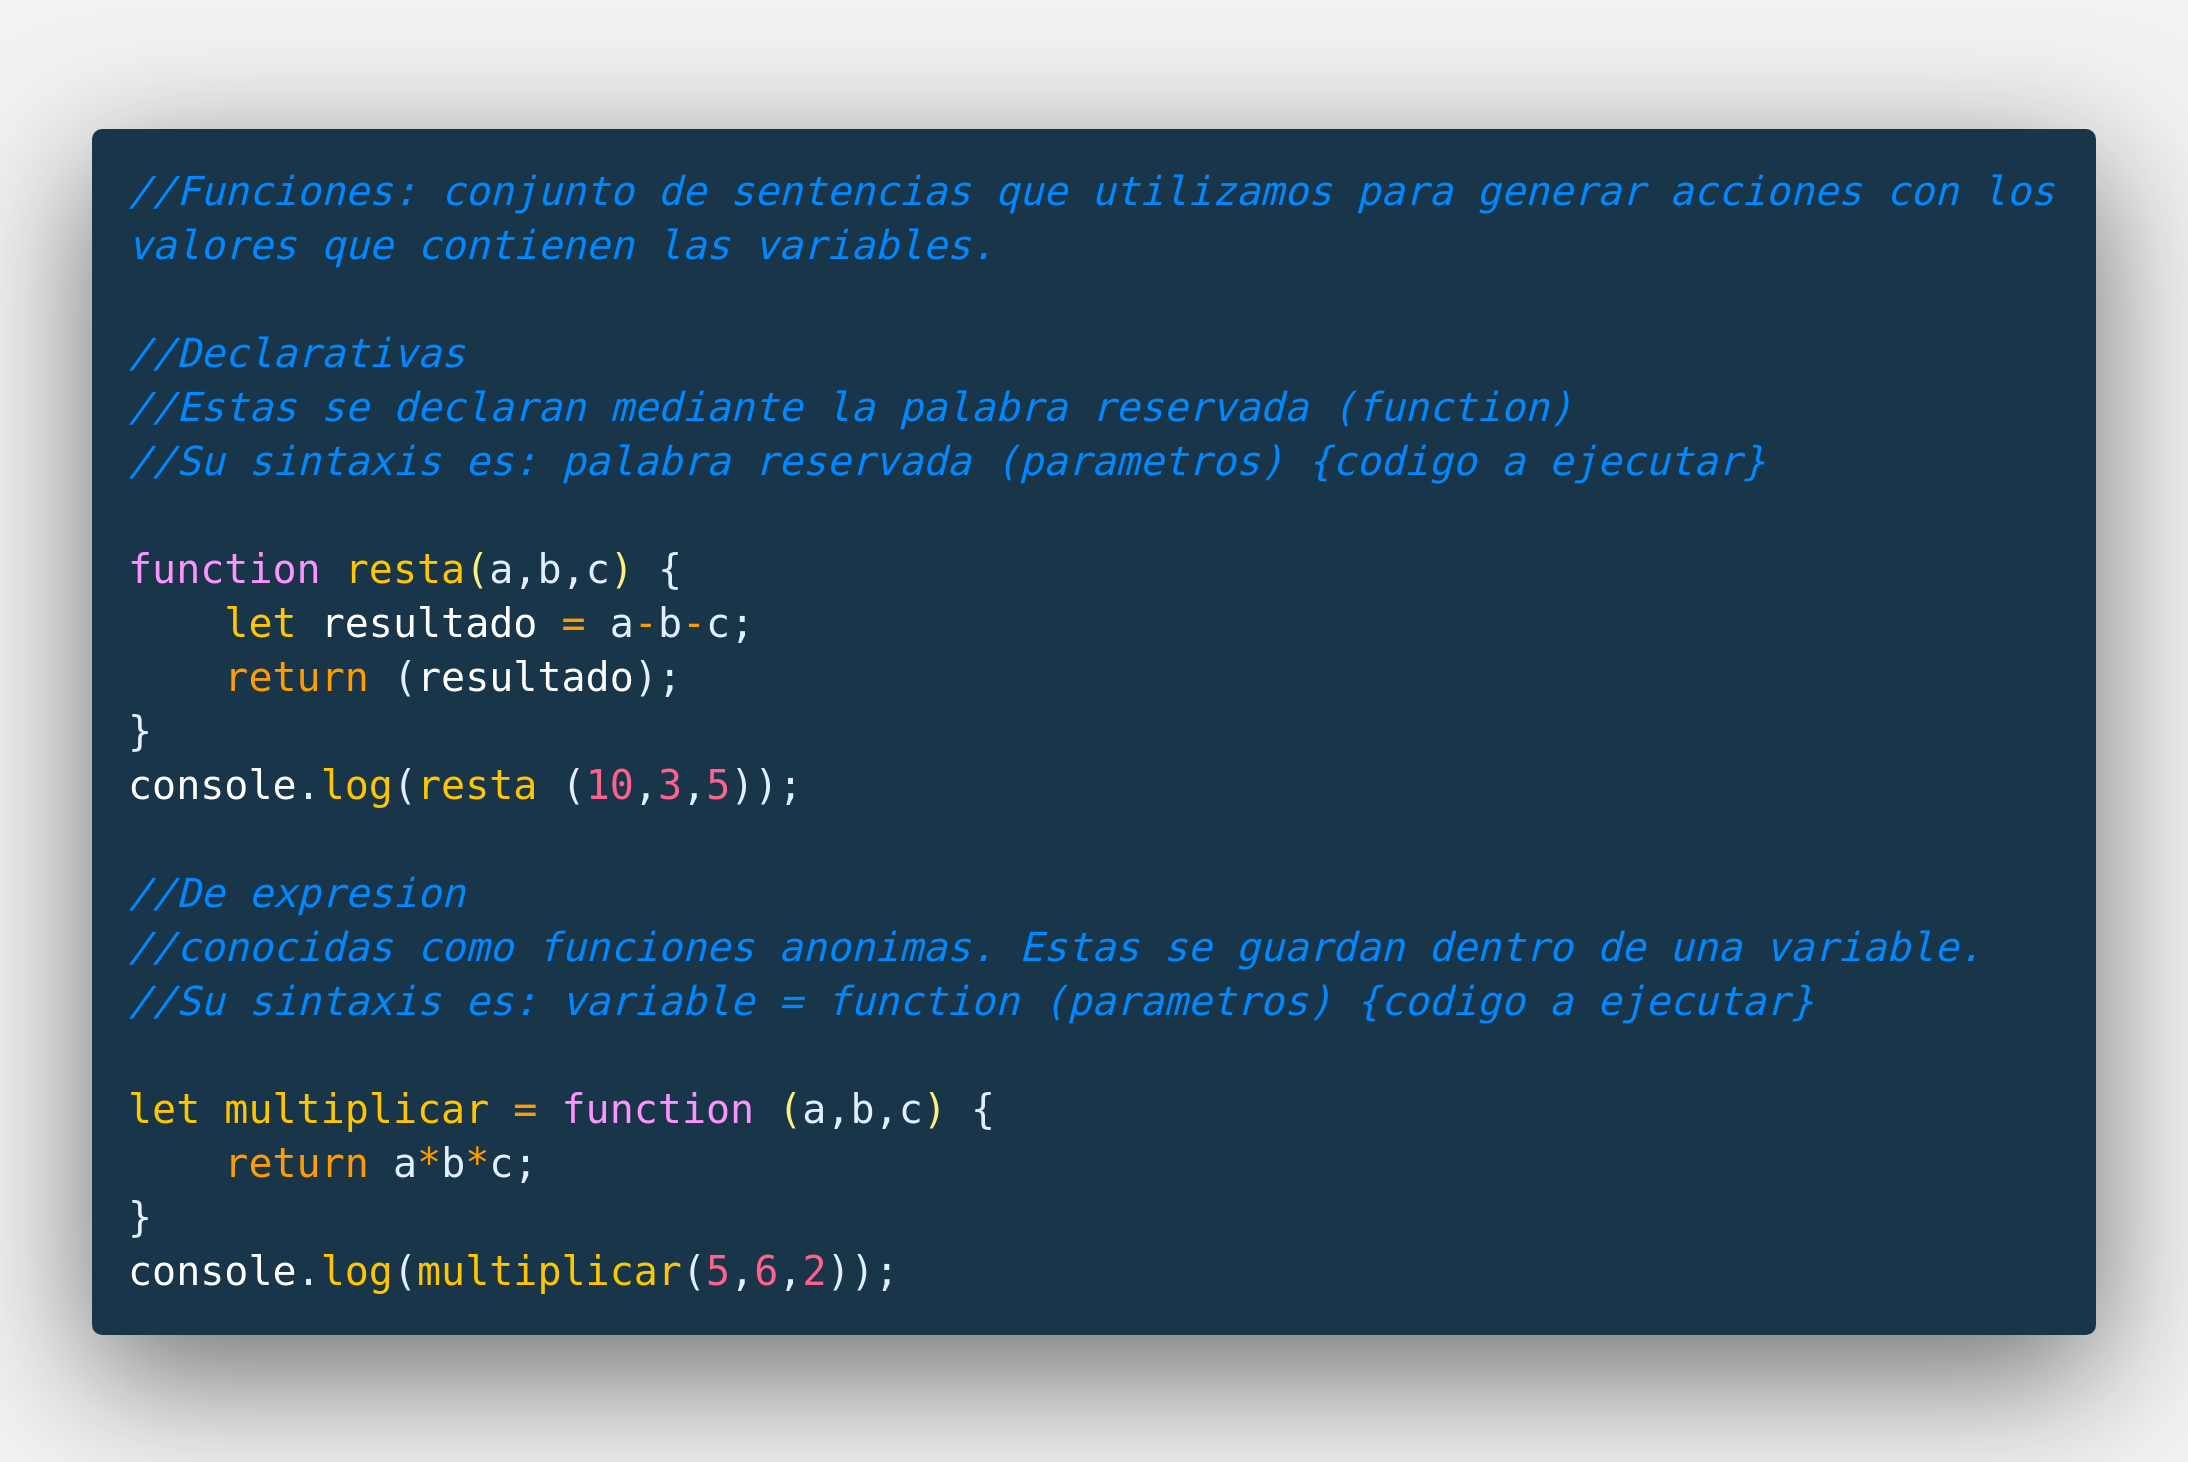 //Funciones: conjunto de sentencias que utilizamos para generar acciones con los
valores que contienen las variables.
//Declarativas
//Estas se declaran mediante la palabra reservada (function)
//Su sintaxis es: palabra reservada (parametros) {codigo a ejecutar}
function resta(a,b,c) {
    let resultado = a-b-c;
    return (resultado);
}
console.log(resta (10,3,5));
//De expresion
//conocidas como funciones anonimas. Estas se guardan dentro de una variable.
//Su sintaxis es: variable = function (parametros) {codigo a ejecutar}
let multiplicar = function (a,b,c) {
    return a*b*c;
}
console.log(multiplicar(5,6,2));